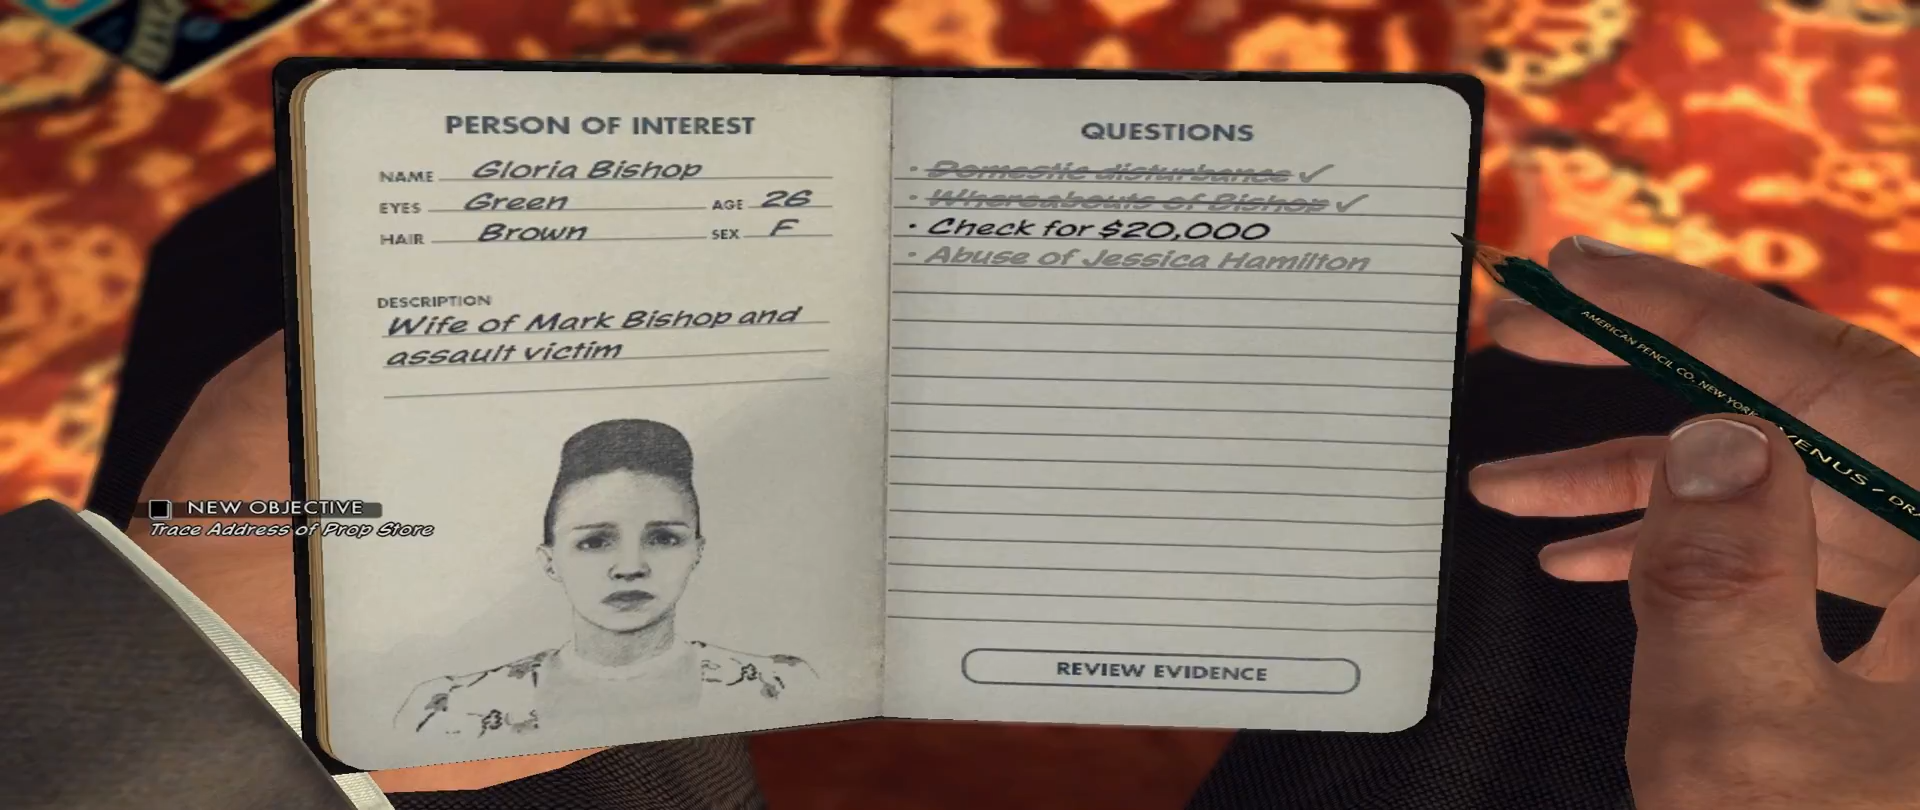 PERSON OF INTEREST
NAME Gloria Bishop
EYES Green AGE 26
HAIR Brown SEX F
DESCRIPTION
Wife of Mark Bishop and
assault victim
NEW OBJECTIVE
Trace Address of Prop Store
QUESTIONS
· Domestic disturbance ✓
· Whereabouts of Bishop ✓
· Check for $20,000
· Abuse of Jessica Hamilton
REVIEW EVIDENCE
AMERICAN PENCIL CO. NEW YORK
VENUS / DRA